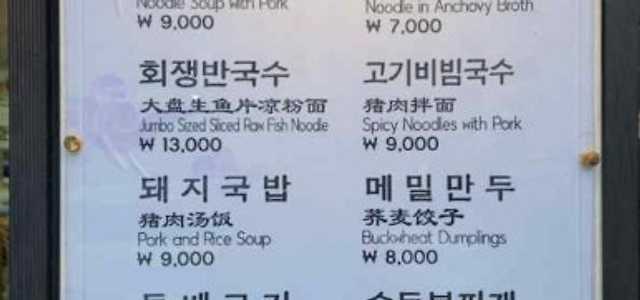 Noodle Soup with Pork
₩ 9,000
Noodle in Anchovy Broth
₩ 7,000
회쟁반국수
大盘生鱼片凉粉面
Jumbo Sized Sliced Raw Fish Noodle
₩ 13,000
고기비빔국수
猪肉拌面
Spicy Noodles with Pork
₩ 9,000
돼지국밥
猪肉汤饭
Pork and Rice Soup
₩ 9,000
메밀만두
荞麦饺子
Buckwheat Dumplings
₩ 8,000